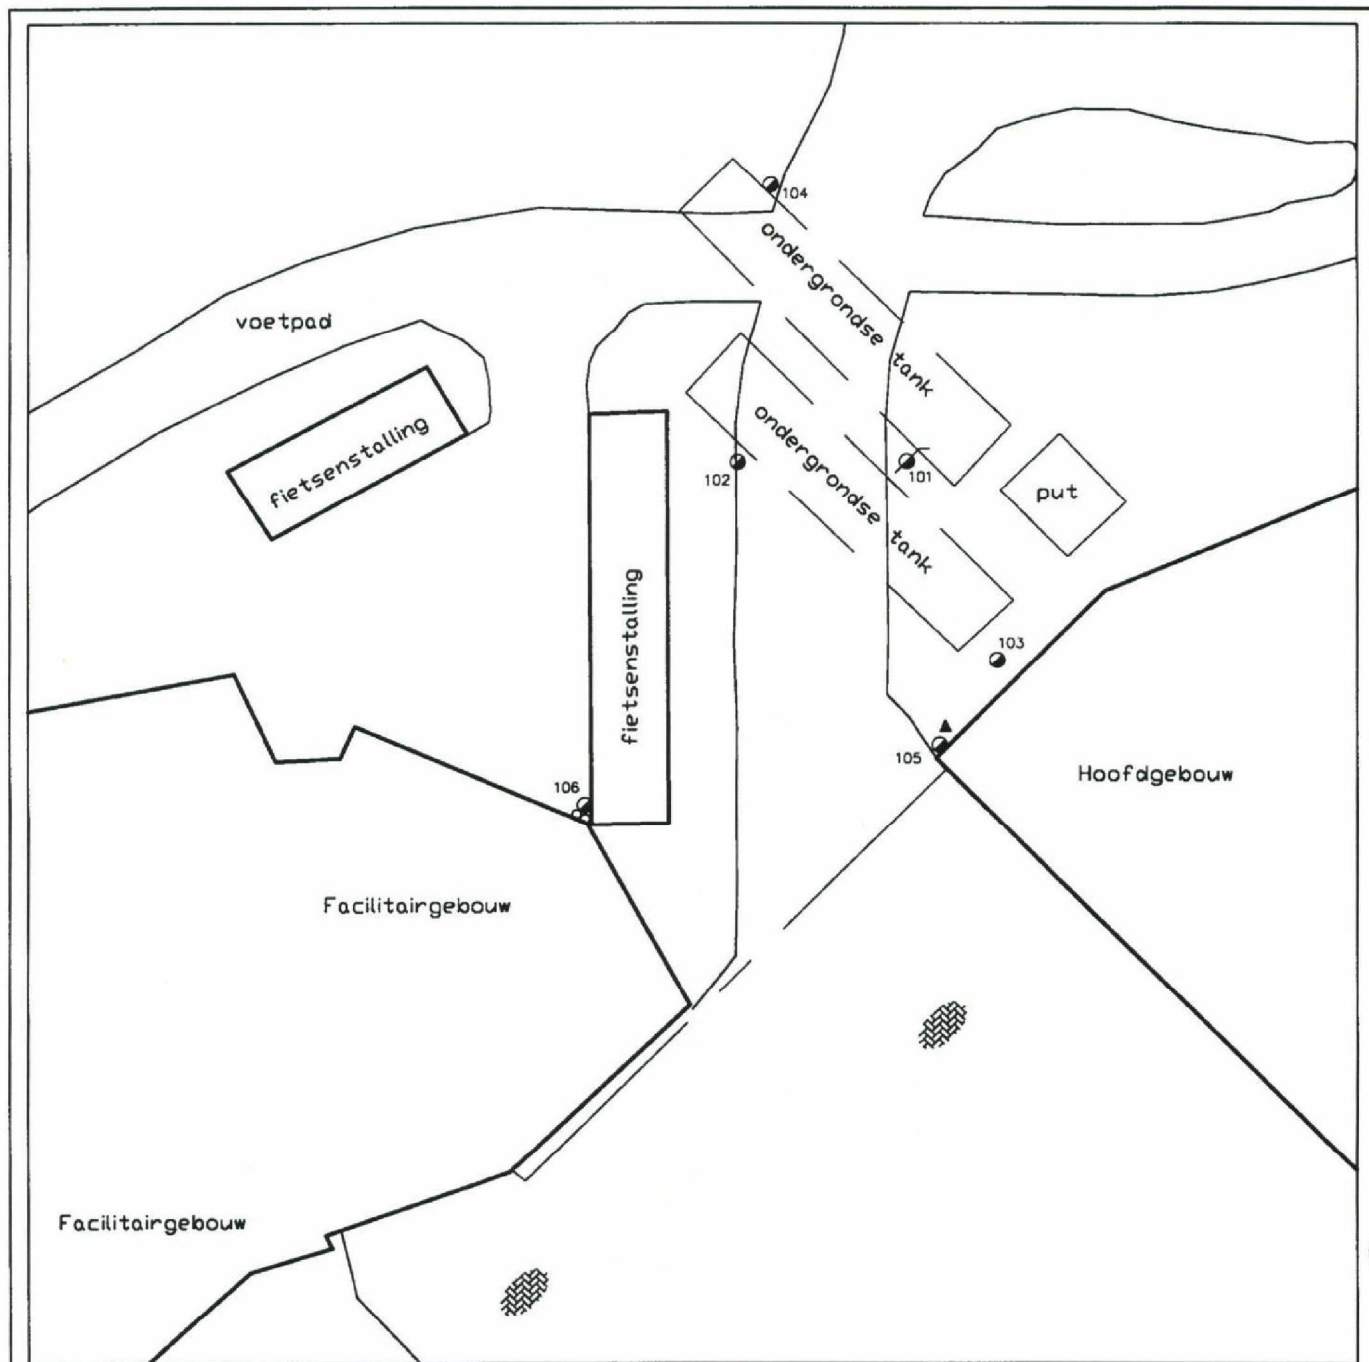 104
ondergrondse tank
voetpad
fietsenstalling
ondergrondse tank
102
101
put
fietsenstalling
103
105
Hoofdgebouw
106
Facilitairgebouw
Facilitairgebouw